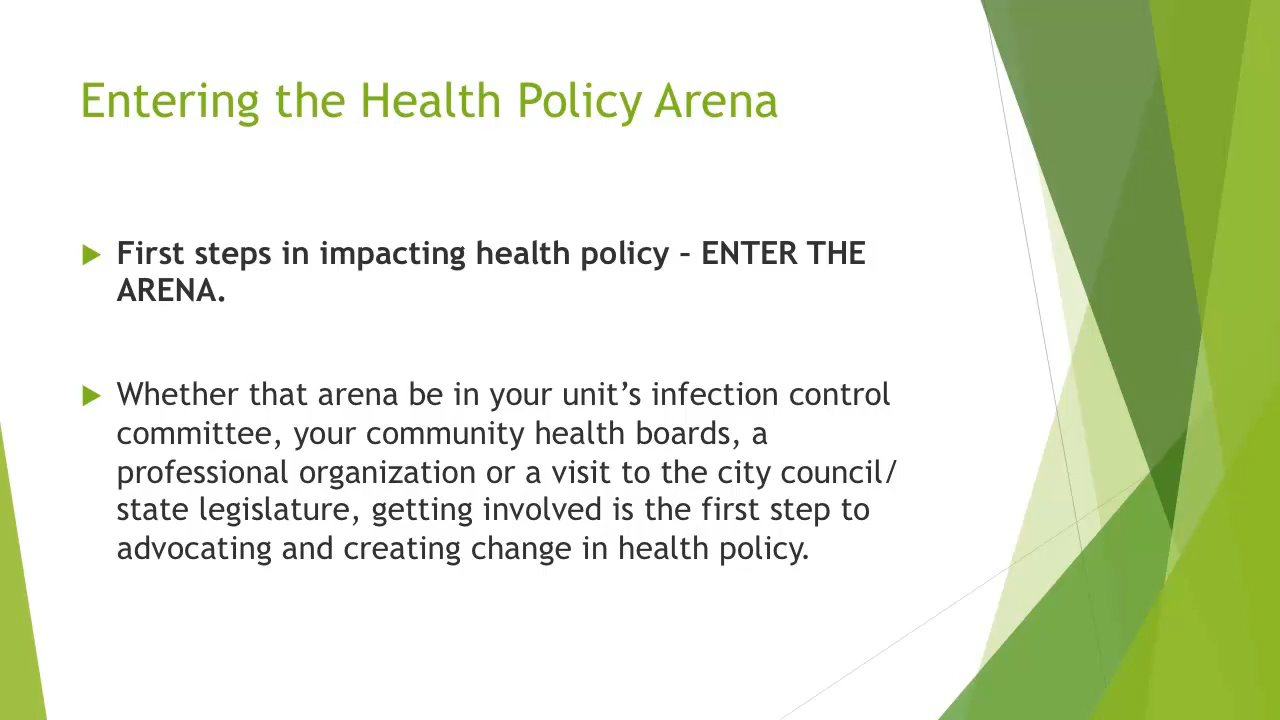 Entering the Health Policy Arena
First steps in impacting health policy – ENTER THE
ARENA.
Whether that arena be in your unit’s infection control
committee, your community health boards, a
professional organization or a visit to the city council/
state legislature, getting involved is the first step to
advocating and creating change in health policy.